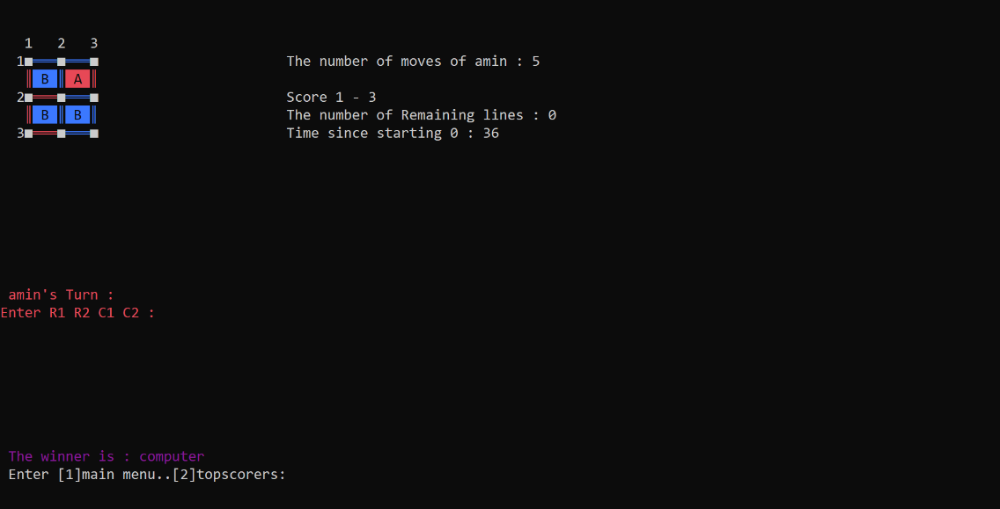 1 2 3
1 The number of moves of amin : 5
B A
2 Score 1 - 3
B B The number of Remaining lines : 0
3 Time since starting 0 : 36
amin's Turn :
Enter R1 R2 C1 C2 :
The winner is : computer
Enter [1]main menu..[2]topscorers: